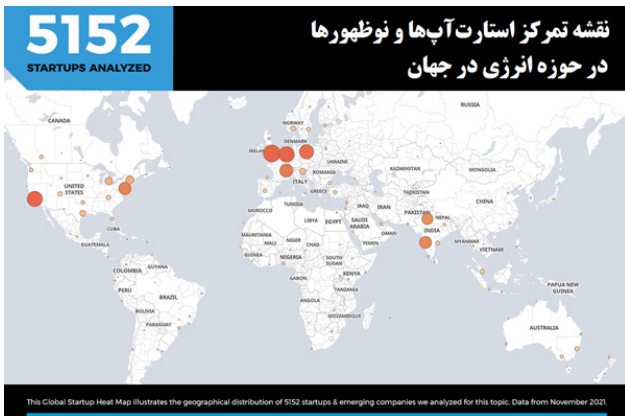 5152
STARTUPS ANALYZED
نقشه تمرکز استارت‌آپ‌ها و نوظهورها
در حوزه انرژی در جهان
RUSSIA
CANADA
NORWAY
DENMARK
IRELAND
UKRAINE
KAZAKHSTAN
MONGOLIA
ROMANIA
ITALY
UNITED
STATES
GREECE
TAJIKISTAN
CHINA
TUNISIA
IRAQ
IRAN
MOROCCO
PAKISTAN
NEPAL
LIBYA
EGYPT
SAUDI
ARABIA
CUBA
OMAN
INDIA
MAURITANIA
MALI
NIGER
CHAD
YEMEN
MYANMAR
VIETNAM
GUATEMALA
GUINEA
NIGERIA
SOUTH
SUDAN
COLOMBIA
GUYANA
GABON
KENYA
PERU
BRAZIL
TANZANIA
PAPUA NEW
GUINEA
ANGOLA
BOLIVIA
MOZAMBIQUE
PARAGUAY
AUSTRALIA
This Global Startup Heat Map illustrates the geographical distribution of 5152 startups & emerging companies we analyzed for this topic. Data from November 2021.